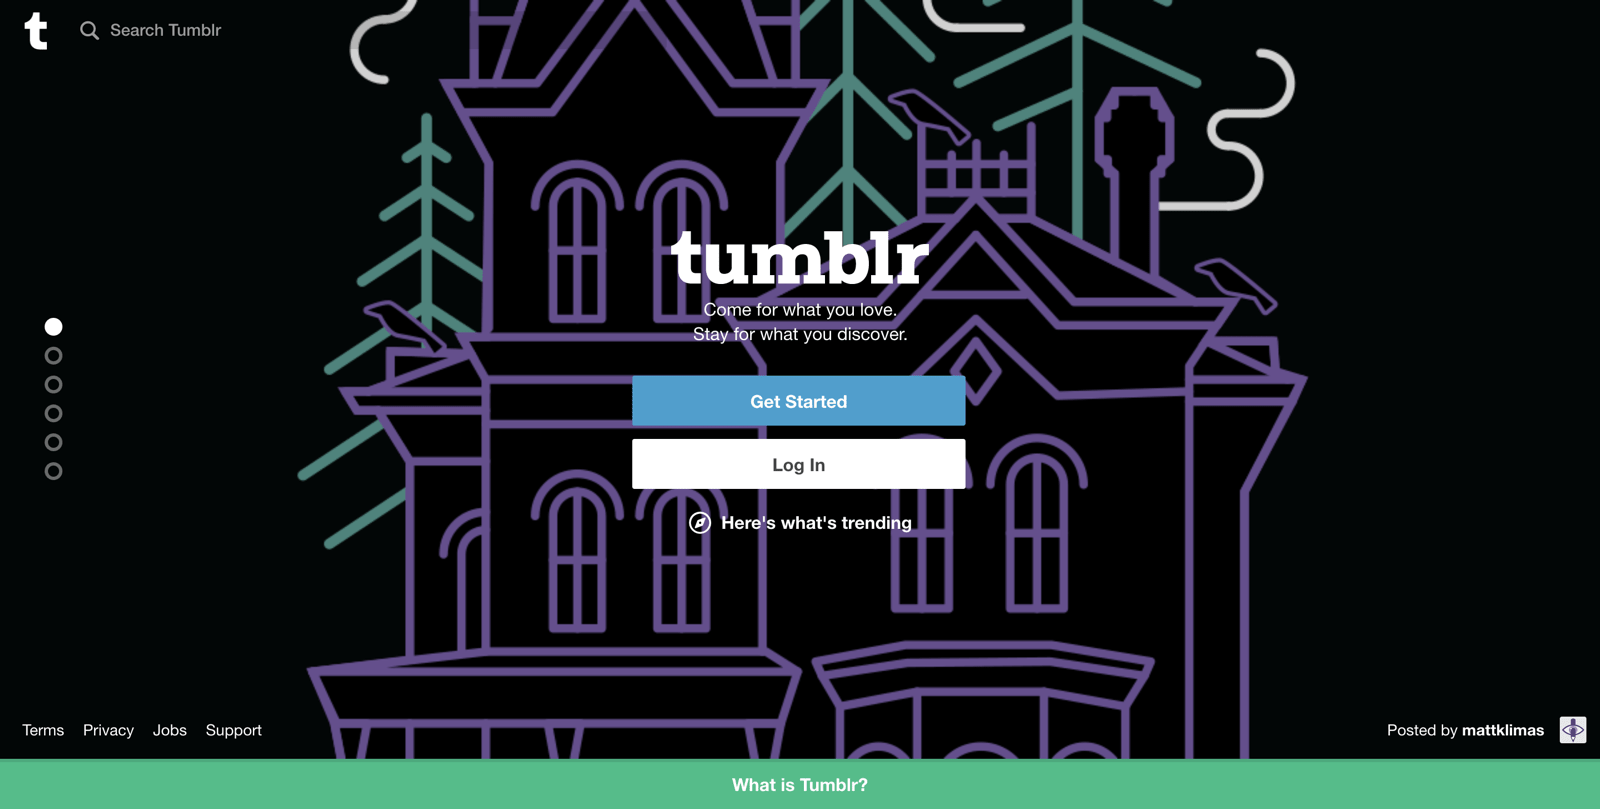 t
Search Tumblr
tumblr
Come for what you love.
Stay for what you discover.
Get Started
Log In
Here's what's trending
Terms Privacy Jobs Support
Posted by mattklimas
What is Tumblr?